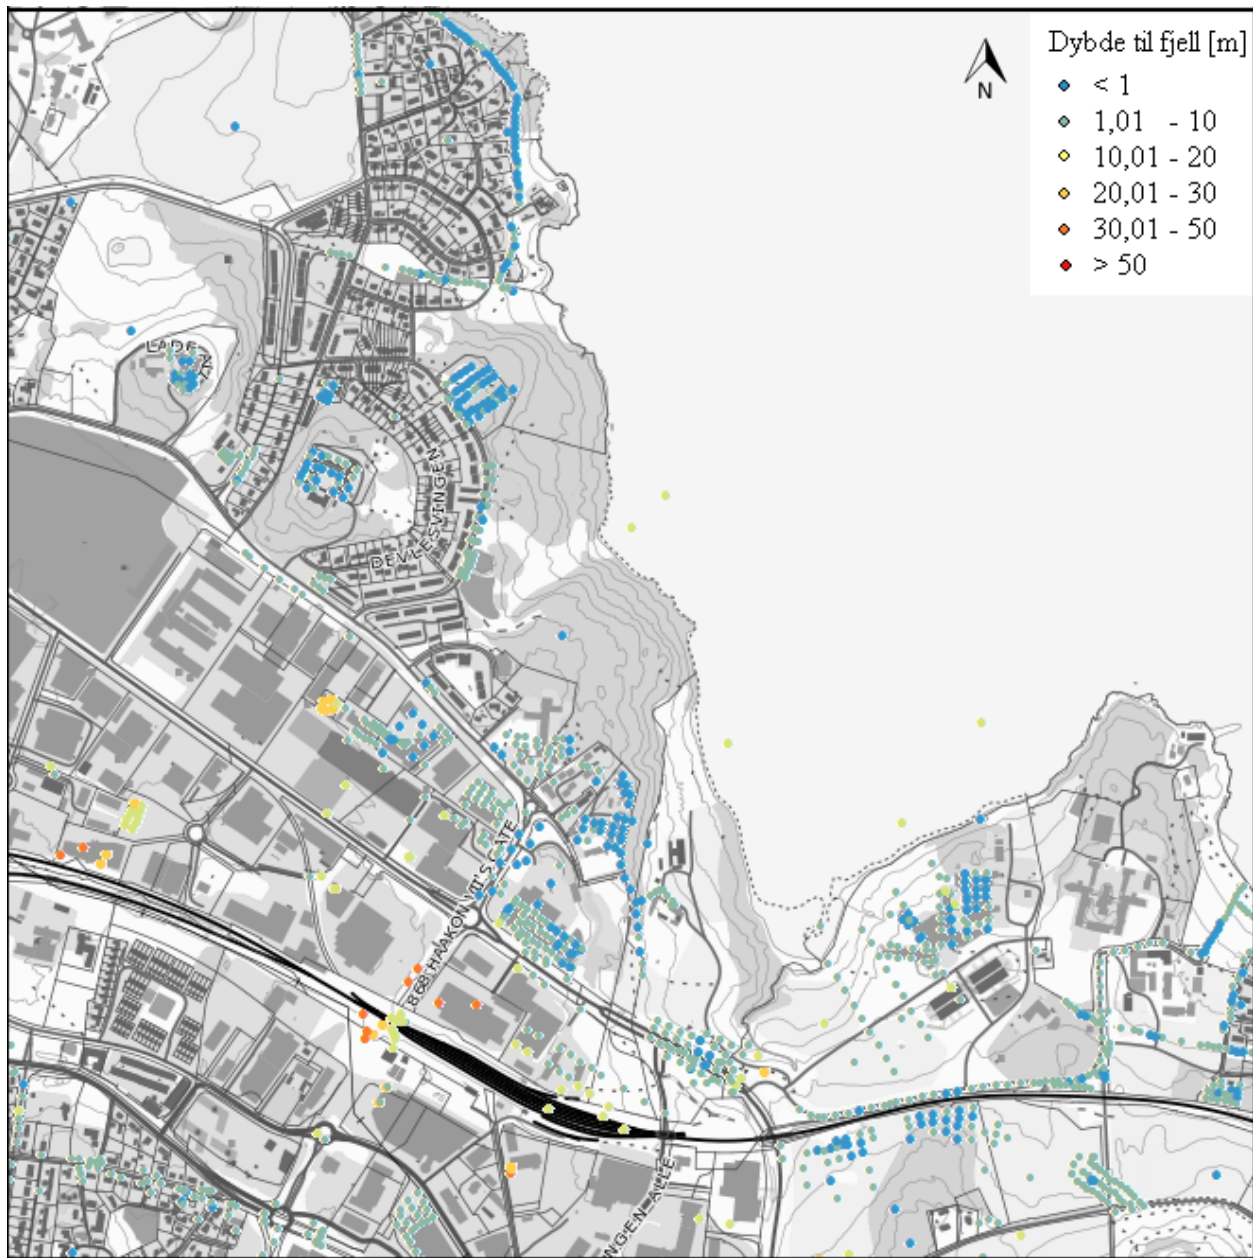 Dybde til fjell [m]
< 1
1,01 - 10
10,01 - 20
20,01 - 30
30,01 - 50
> 50
N
DEVLESVINGEN
868 HAAKON VII'S GATE